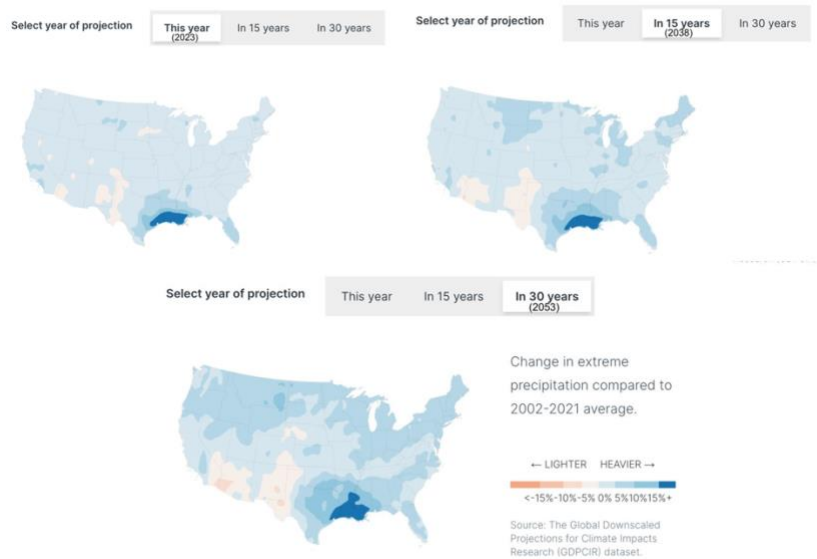 Select year of projection This year In 15 years In 30 years
(2023)
Select year of projection This year In 15 years In 30 years
(2038)
Select year of projection This year In 15 years In 30 years
(2053)
Change in extreme
precipitation compared to
2002-2021 average.
← LIGHTER HEAVIER →
<-15%-10%-5% 0% 5%10%15%+
Source: The Global Downscaled
Projections for Climate Impacts
Research (GDPCIR) dataset.